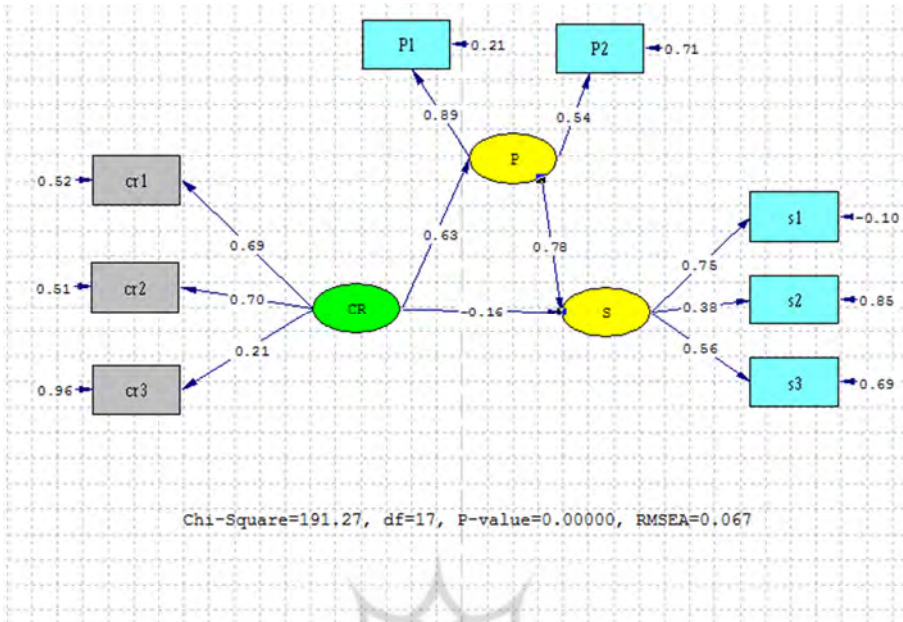 P1
0.21
P2
0.71
0.89
0.54
P
0.52
cr1
s1
-0.10
0.63
0.69
0.78
0.75
0.51
cr2
0.70
CR
-0.16
S
0.38
s2
0.85
0.21
0.56
0.96
cr3
s3
0.69
Chi-Square=191.27, df=17, P-value=0.00000, RMSEA=0.067